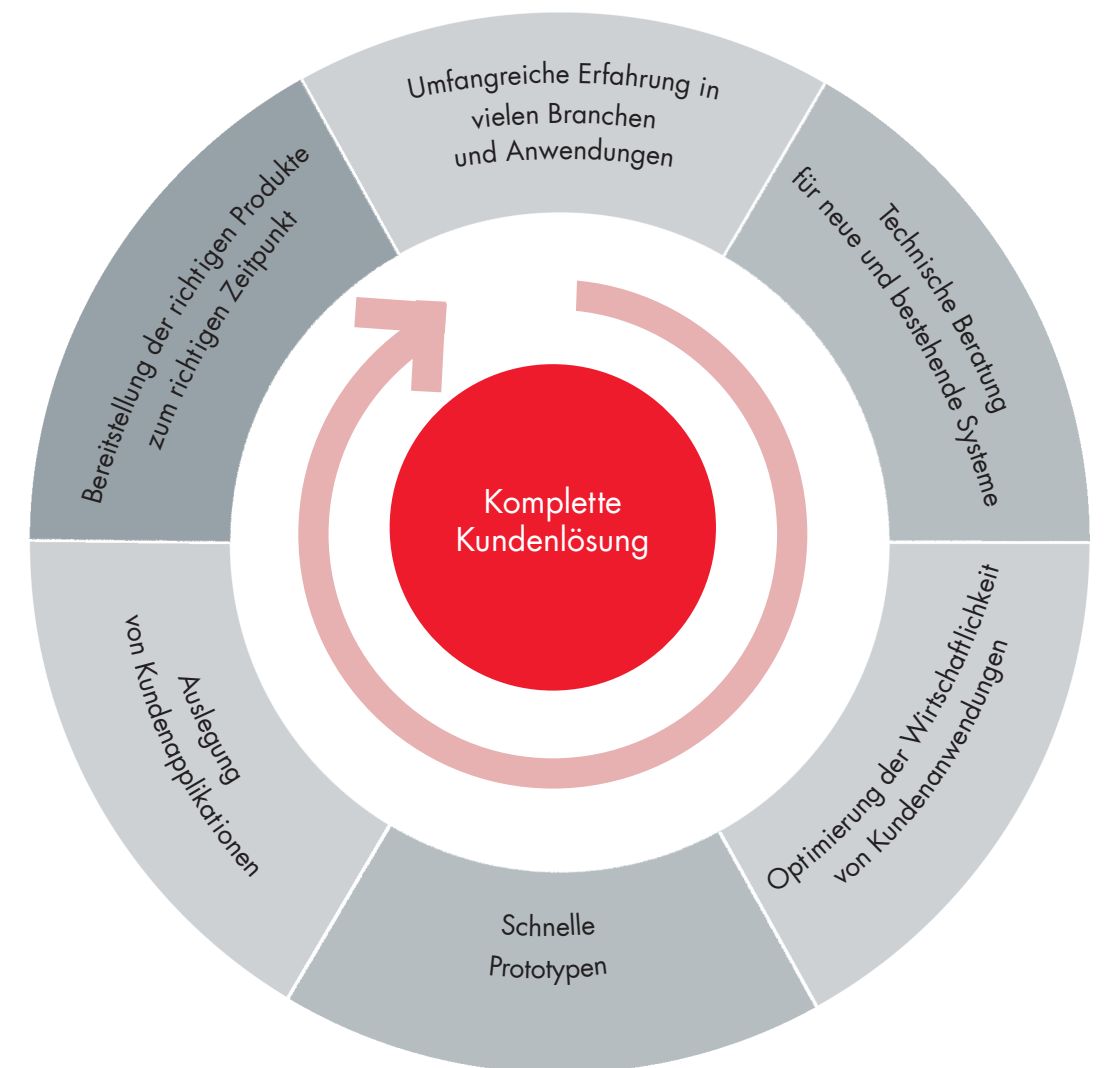 Umfangreiche Erfahrung in
vielen Branchen
und Anwendungen
Technische Beratung
für neue und bestehende Systeme
Optimierung der Wirtschaftlichkeit
von Kundenanwendungen
Schnelle
Prototypen
Auslegung
von Kundenapplikationen
Bereitstellung der richtigen Produkte
zum richtigen Zeitpunkt
Komplette
Kundenlösung